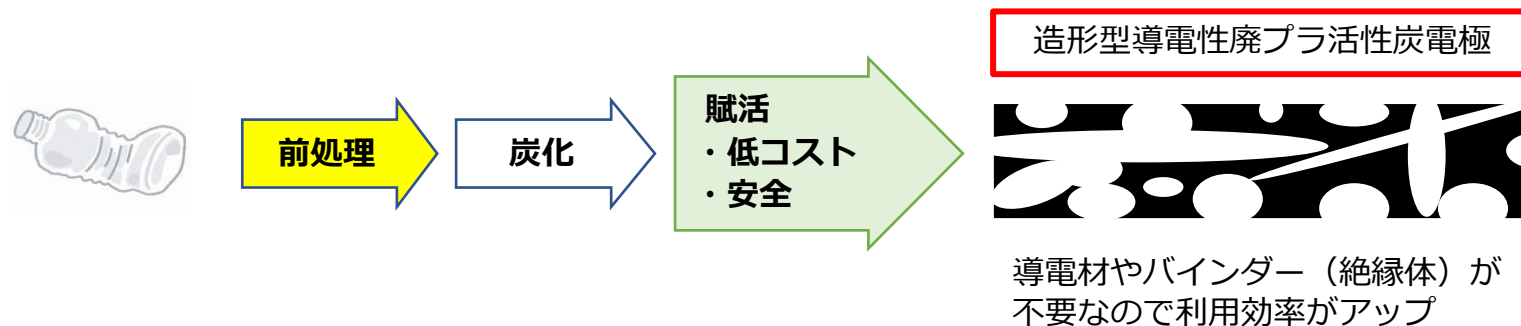 造形型導電性廃プラ活性炭電極
前処理
炭化
賦活
・低コスト
・安全
導電材やバインダー（絶縁体）が
不要なので利用効率がアップ